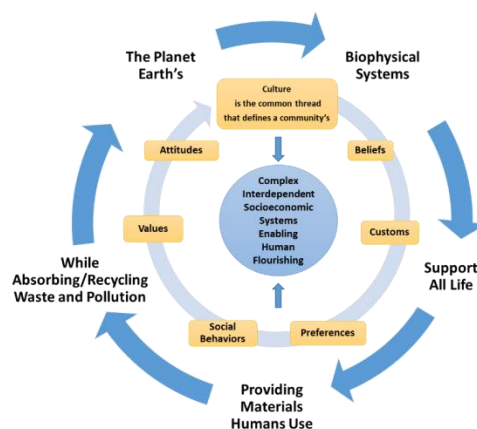 The Planet
Earth's
Biophysical
Systems
Culture
is the common thread
that defines a community's
Attitudes
Beliefs
Complex
Interdependent
Socioeconomic
Systems
Enabling
Human
Flourishing
Values
Customs
While
Absorbing/Recycling
Waste and Pollution
Support
All Life
Social
Behaviors
Preferences
Providing
Materials
Humans Use